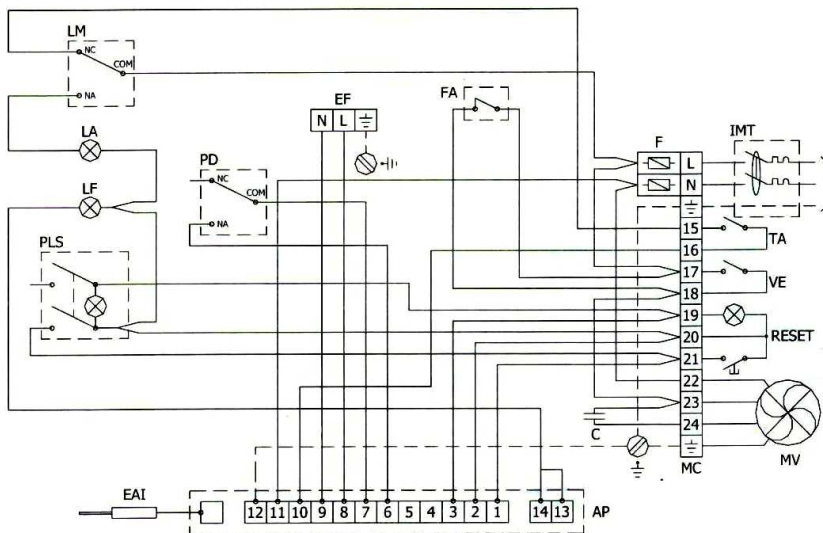 LM
NC
COM
NA
LA
LF
PLS
PD
NC
COM
NA
EF
N L
FA
F
IMT
L
N
15
16
17
18
19
20
21
22
23
24
TA
VE
RESET
C
MC
MV
EAI
12 11 10 9 8 7 6 5 4 3 2 1 14 13
AP